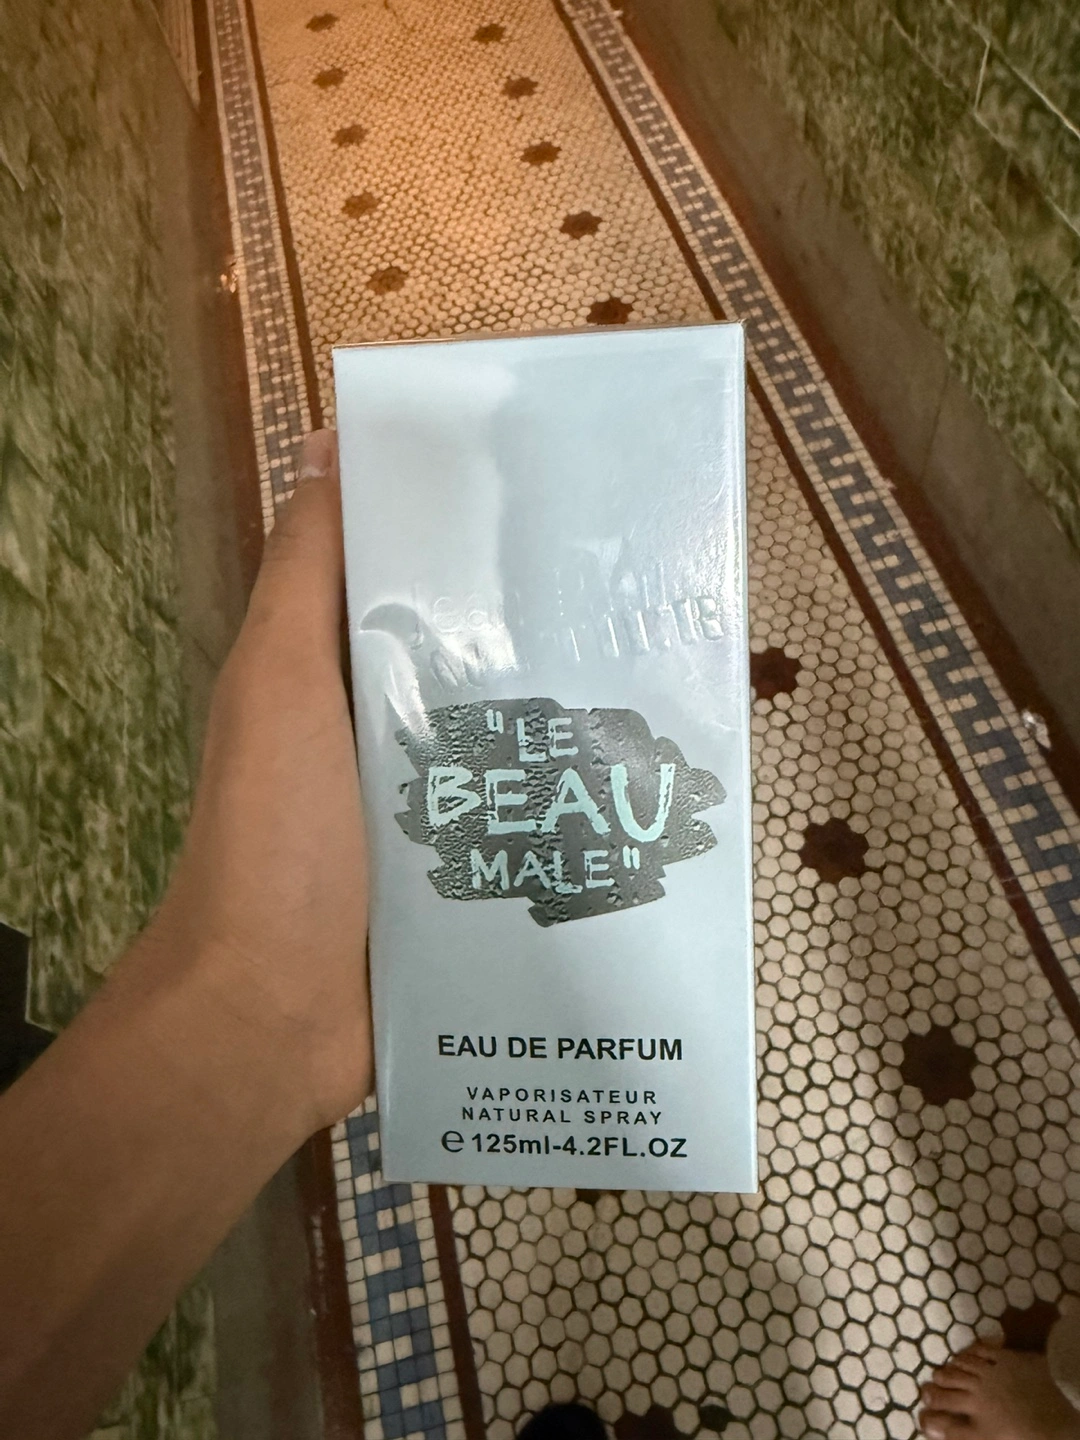 "LE
BEAU
MALE"
EAU DE PARFUM
VAPORISATEUR
NATURAL SPRAY
℮ 125ml-4.2FL.OZ